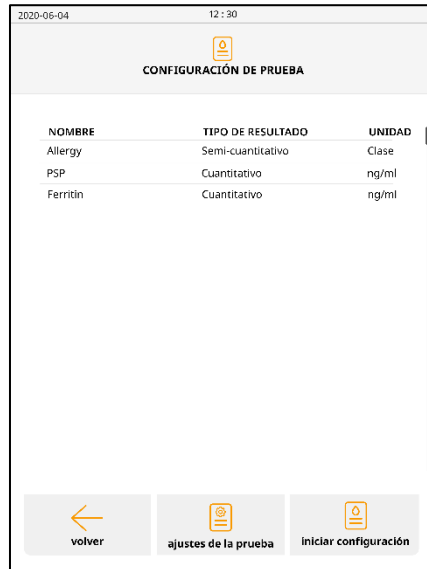 2020-06-04 12:30
CONFIGURACIÓN DE PRUEBA
NOMBRE TIPO DE RESULTADO UNIDAD
Allergy Semi-cuantitativo Clase
PSP Cuantitativo ng/ml
Ferritin Cuantitativo ng/ml
volver ajustes de la prueba iniciar configuración